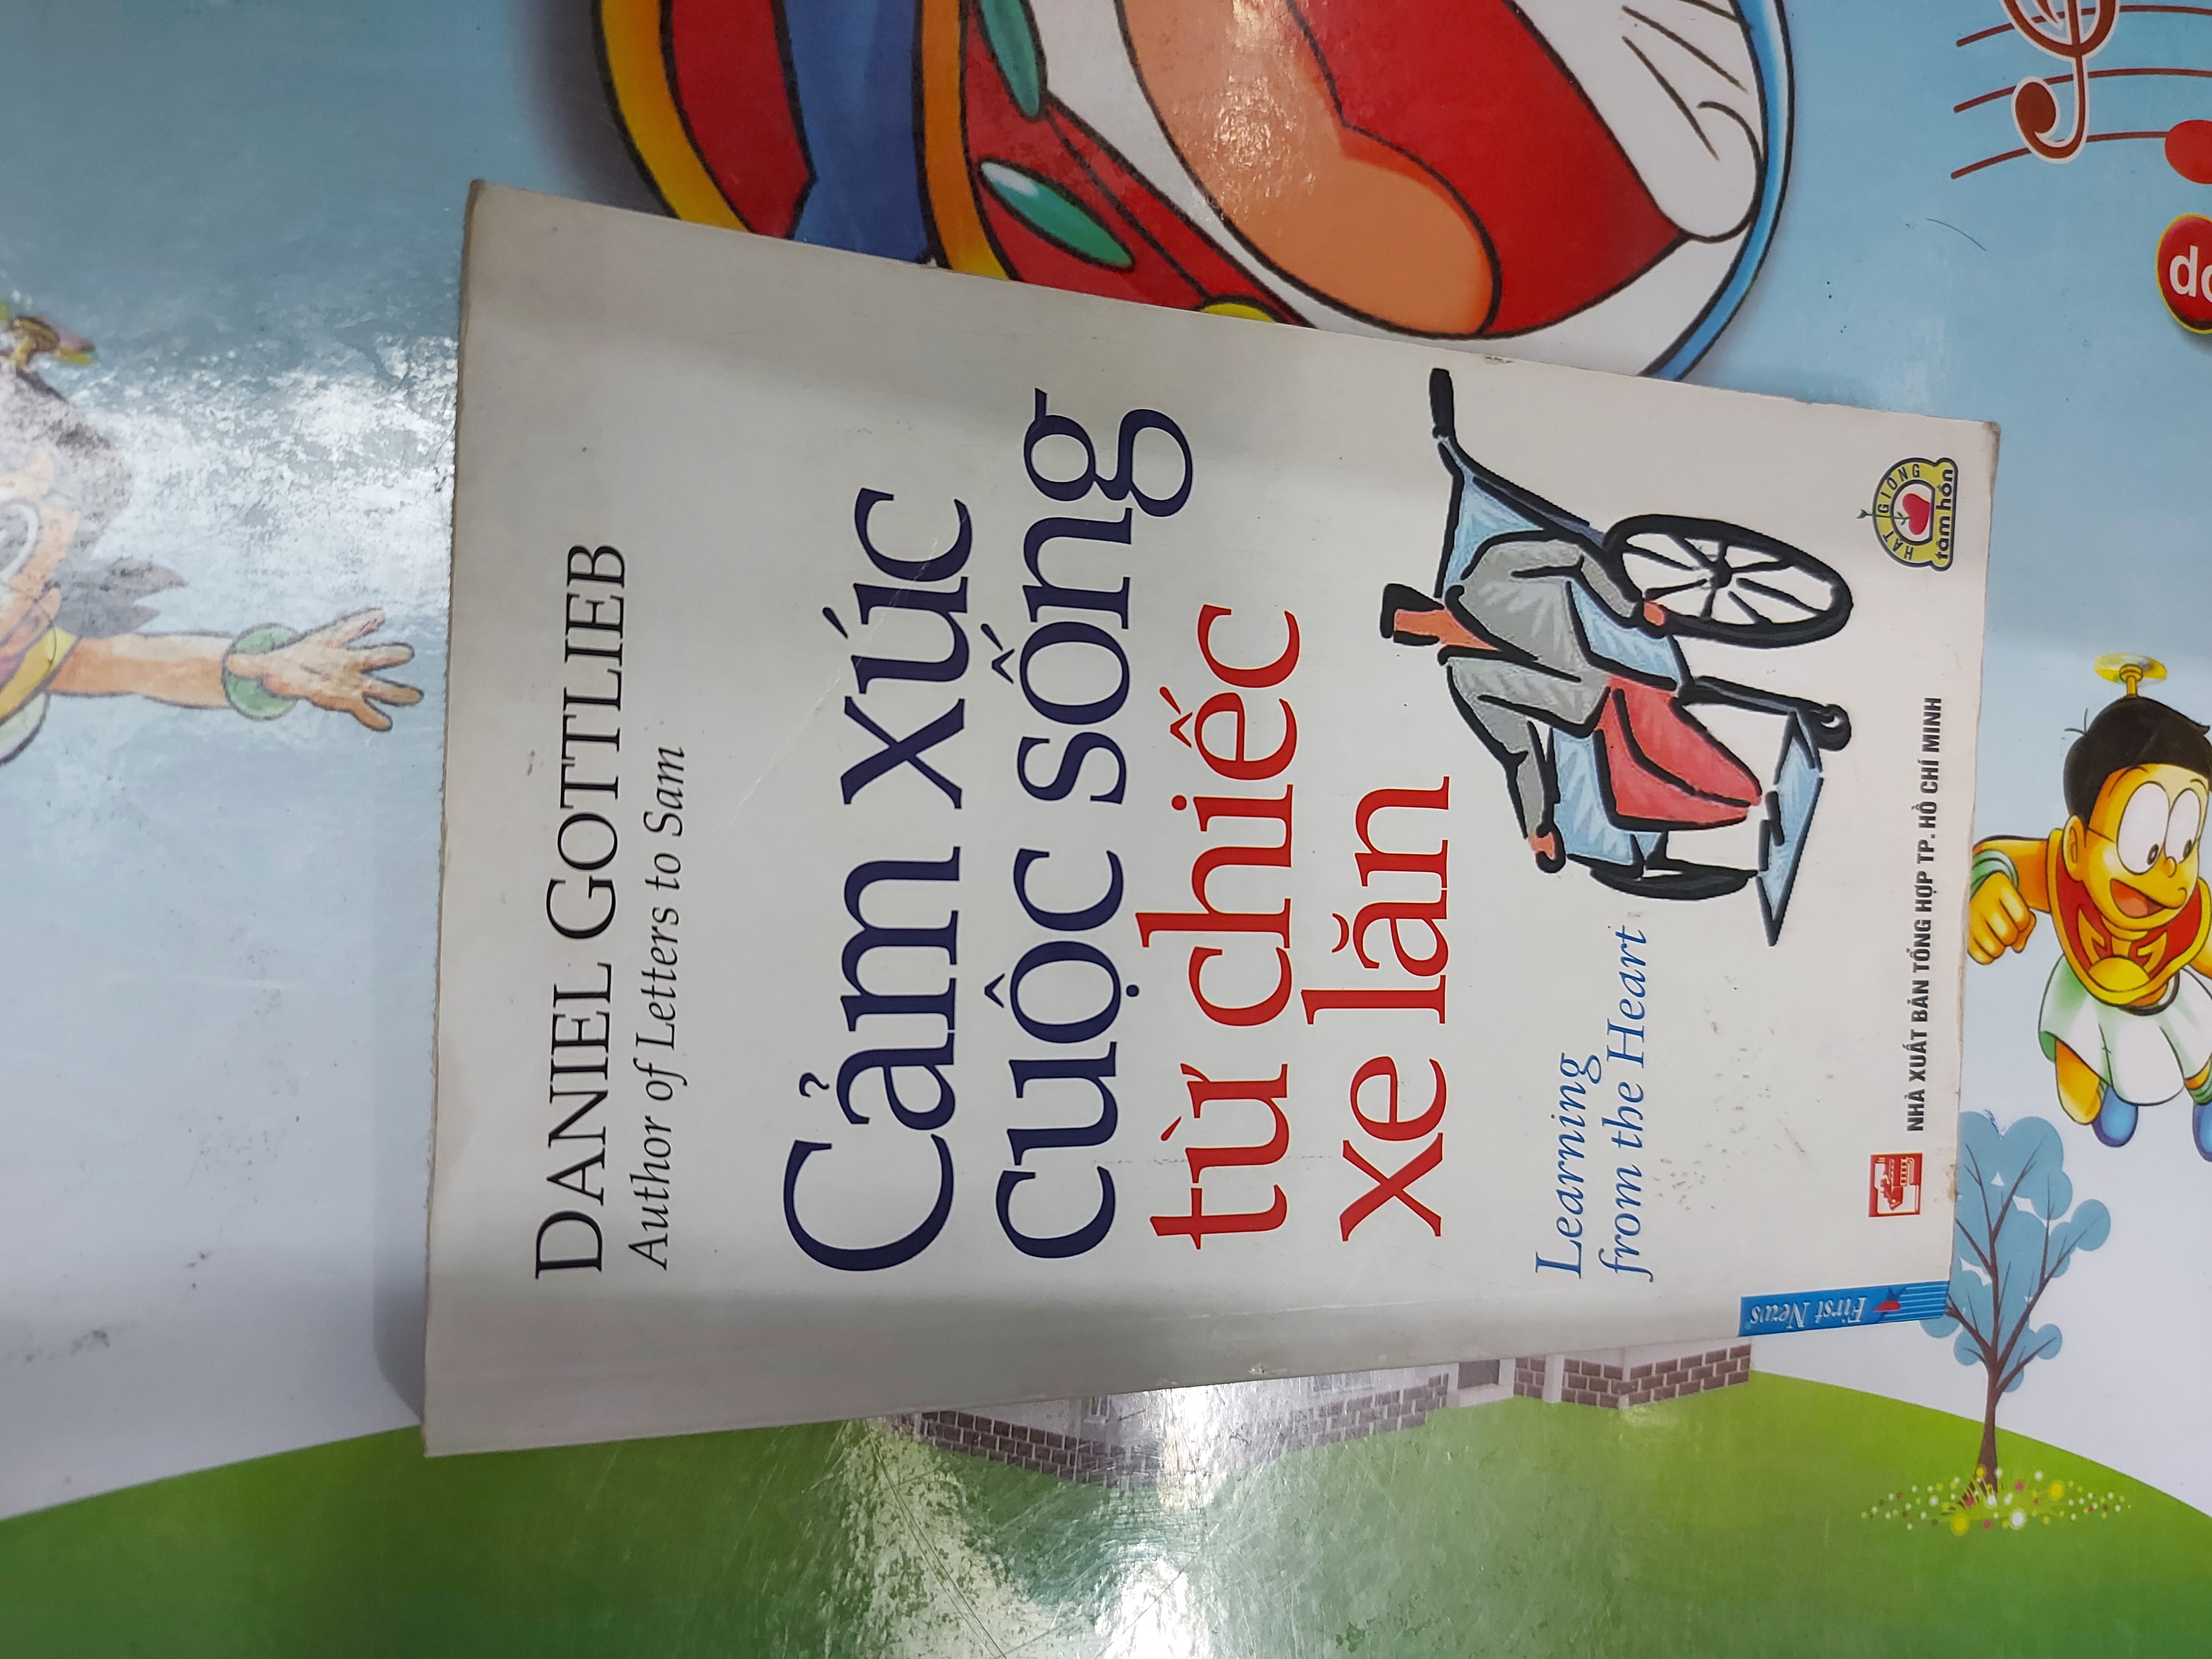 DANIEL GOTTLIEB
Author of Letters to Sam
Cảm xúc
cuộc sống
từ chiếc
xe lăn
Learning
from the Heart
First News
NHÀ XUẤT BẢN TỔNG HỢP TP. HỒ CHÍ MINH
HẠT GIỐNG
tâm hồn